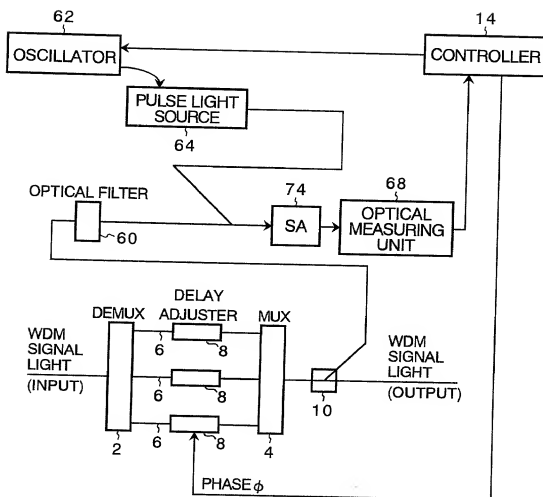 62
OSCILLATOR
14
CONTROLLER
PULSE LIGHT
SOURCE
64
OPTICAL FILTER
60
74
SA
68
OPTICAL
MEASURING
UNIT
DELAY
ADJUSTER
DEMUX
MUX
WDM
SIGNAL
LIGHT
(INPUT)
6
8
6
8
6
8
2
4
10
WDM
SIGNAL
LIGHT
(OUTPUT)
PHASE ϕ